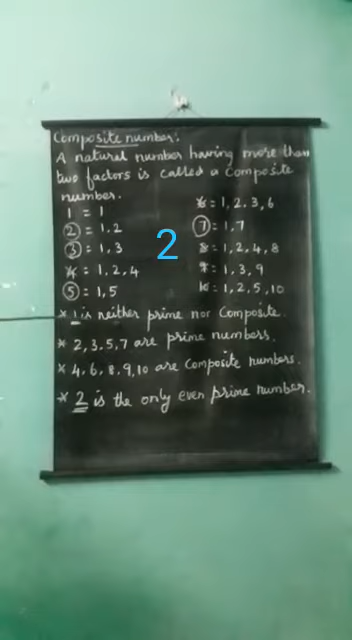 Composite number:
A natural number having more than
two factors is called a composite
number.
1 = 1
2 = 1,2
3 = 1,3
4 = 1,2,4
5 = 1,5
6 = 1,2,3,6
7 = 1,7
8 = 1,2,4,8
9 = 1,3,9
10 = 1,2,5,10
2
* 1 is neither prime nor Composite.
* 2,3,5,7 are prime numbers.
* 4,6,8,9,10 are Composite numbers.
* 2 is the only even prime number.